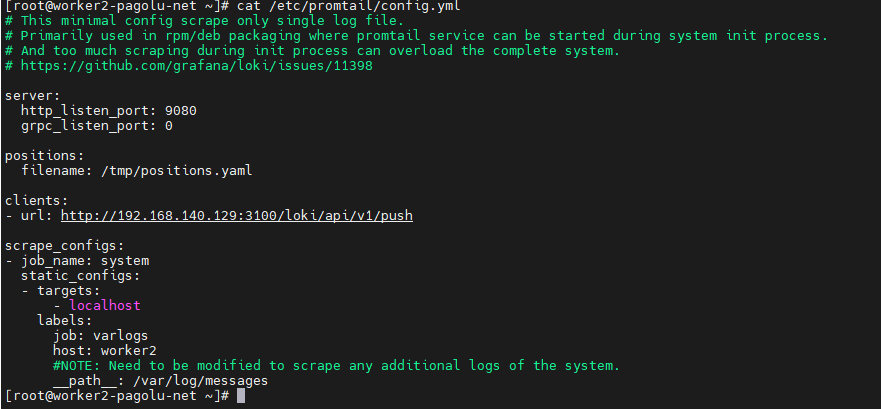 [root@worker2-pagolu-net ~]# cat /etc/promtail/config.yml
# This minimal config scrape only single log file.
# Primarily used in rpm/deb packaging where promtail service can be started during system init process.
# And too much scraping during init process can overload the complete system.
# https://github.com/grafana/loki/issues/11398

server:
  http_listen_port: 9080
  grpc_listen_port: 0

positions:
  filename: /tmp/positions.yaml

clients:
- url: http://192.168.140.129:3100/loki/api/v1/push

scrape_configs:
- job_name: system
  static_configs:
  - targets:
      - localhost
    labels:
      job: varlogs
      host: worker2
      #NOTE: Need to be modified to scrape any additional logs of the system.
      __path__: /var/log/messages
[root@worker2-pagolu-net ~]#